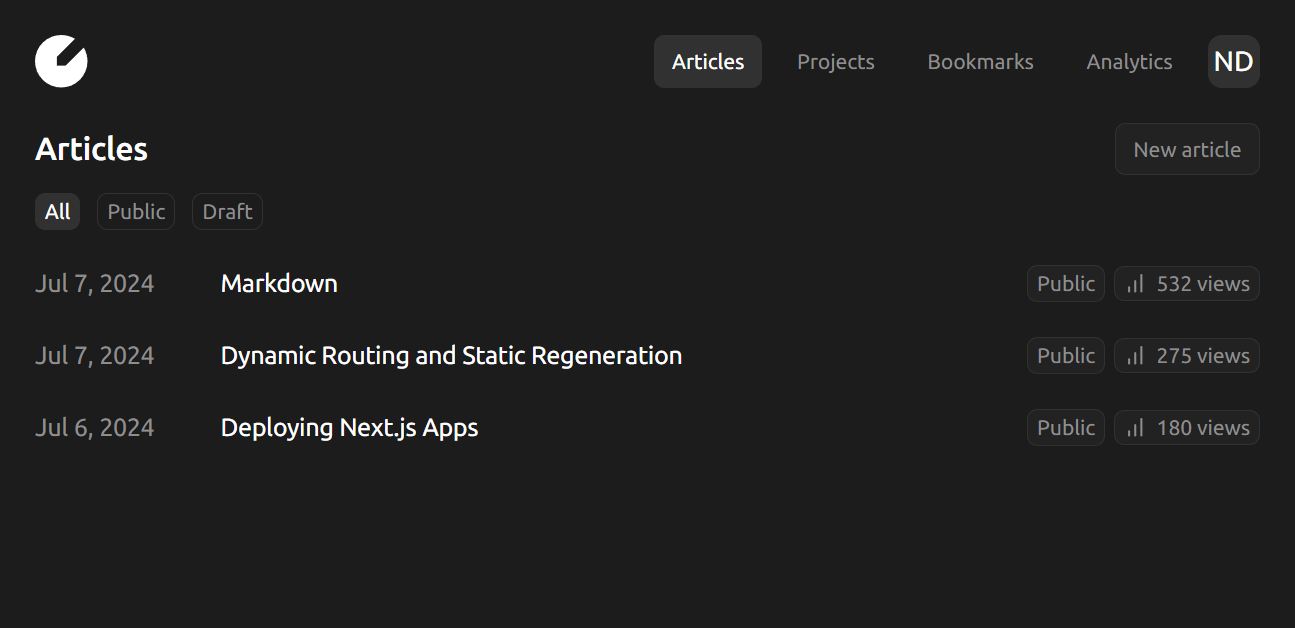 Articles Projects Bookmarks Analytics ND
Articles New article
All Public Draft
Jul 7, 2024 Markdown Public 532 views
Jul 7, 2024 Dynamic Routing and Static Regeneration Public 275 views
Jul 6, 2024 Deploying Next.js Apps Public 180 views